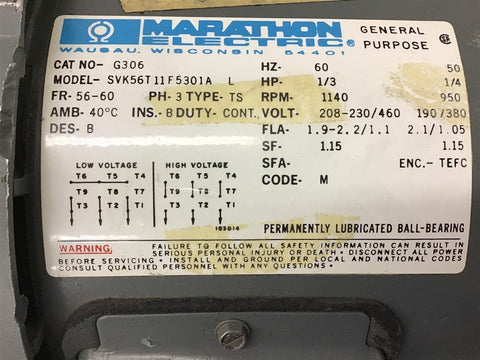 MARATHON ELECTRIC®
WAUSAU, WISCONSIN 54401
GENERAL PURPOSE
CAT NO- G306 HZ- 60 50
MODEL- SVK56T11F5301A L HP- 1/3 1/4
FR- 56-60 PH-3 TYPE- TS RPM- 1140 950
AMB- 40°C INS.-B DUTY- CONT. VOLT- 208-230/460 190/380
DES- B FLA- 1.9-2.2/1.1 2.1/1.05
SF- 1.15 1.15
SFA- ENC.- TEFC
CODE- M
LOW VOLTAGE HIGH VOLTAGE
T6 T5 T4 T6 T5 T4
T9 T8 T7 T9 T8 T7
T3 T2 T1 T3 T2 T1
103014
PERMANENTLY LUBRICATED BALL-BEARING
WARNING, FAILURE TO FOLLOW ALL SAFETY INFORMATION CAN RESULT IN
SERIOUS PERSONAL INJURY OR DEATH • DISCONNECT ALL POWER
BEFORE SERVICING • INSTALL AND GROUND PER LOCAL AND NATIONAL CODES
CONSULT QUALIFIED PERSONNEL WITH ANY QUESTIONS!